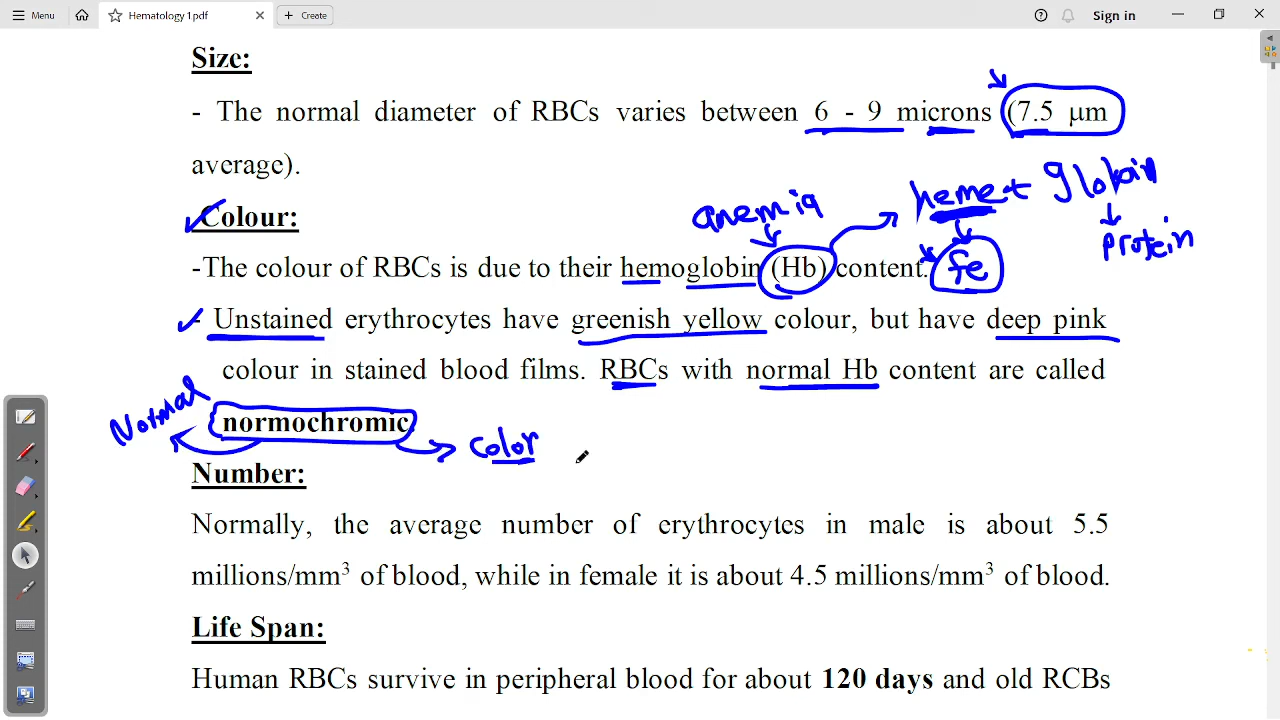 Menu Hematology 1.pdf Create Sign in
Size:
- The normal diameter of RBCs varies between 6 - 9 microns (7.5 μm
average).
heme + globin
anemia
Colour:
protein
-The colour of RBCs is due to their hemoglobin (Hb) content. fe
- Unstained erythrocytes have greenish yellow colour, but have deep pink
colour in stained blood films. RBCs with normal Hb content are called
Normal
normochromic
color
Number:
Normally, the average number of erythrocytes in male is about 5.5
millions/mm³ of blood, while in female it is about 4.5 millions/mm³ of blood.
Life Span:
Human RBCs survive in peripheral blood for about 120 days and old RCBs